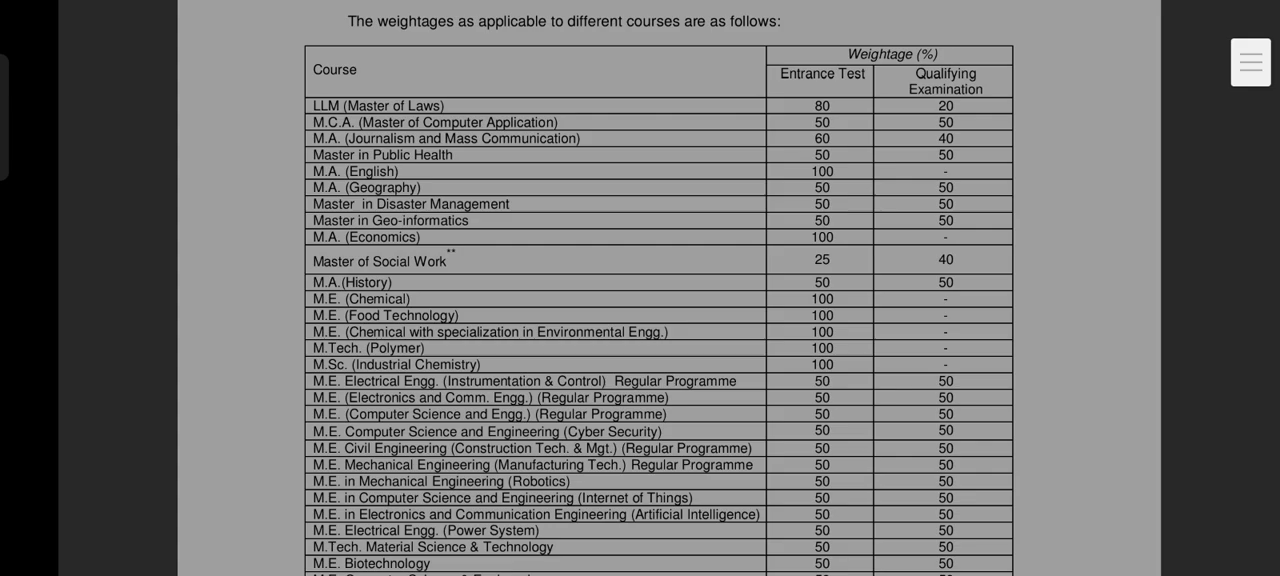 The weightages as applicable to different courses are as follows:
Course Weightage (%)
Entrance Test Qualifying Examination
LLM (Master of Laws) 80 20
M.C.A. (Master of Computer Application) 50 50
M.A. (Journalism and Mass Communication) 60 40
Master in Public Health 50 50
M.A. (English) 100 -
M.A. (Geography) 50 50
Master in Disaster Management 50 50
Master in Geo-informatics 50 50
M.A. (Economics) 100 -
Master of Social Work** 25 40
M.A.(History) 50 50
M.E. (Chemical) 100 -
M.E. (Food Technology) 100 -
M.E. (Chemical with specialization in Environmental Engg.) 100 -
M.Tech. (Polymer) 100 -
M.Sc. (Industrial Chemistry) 100 -
M.E. Electrical Engg. (Instrumentation & Control) Regular Programme 50 50
M.E. (Electronics and Comm. Engg.) (Regular Programme) 50 50
M.E. (Computer Science and Engg.) (Regular Programme) 50 50
M.E. Computer Science and Engineering (Cyber Security) 50 50
M.E. Civil Engineering (Construction Tech. & Mgt.) (Regular Programme) 50 50
M.E. Mechanical Engineering (Manufacturing Tech.) Regular Programme 50 50
M.E. in Mechanical Engineering (Robotics) 50 50
M.E. in Computer Science and Engineering (Internet of Things) 50 50
M.E. in Electronics and Communication Engineering (Artificial Intelligence) 50 50
M.E. Electrical Engg. (Power System) 50 50
M.Tech. Material Science & Technology 50 50
M.E. Biotechnology 50 50